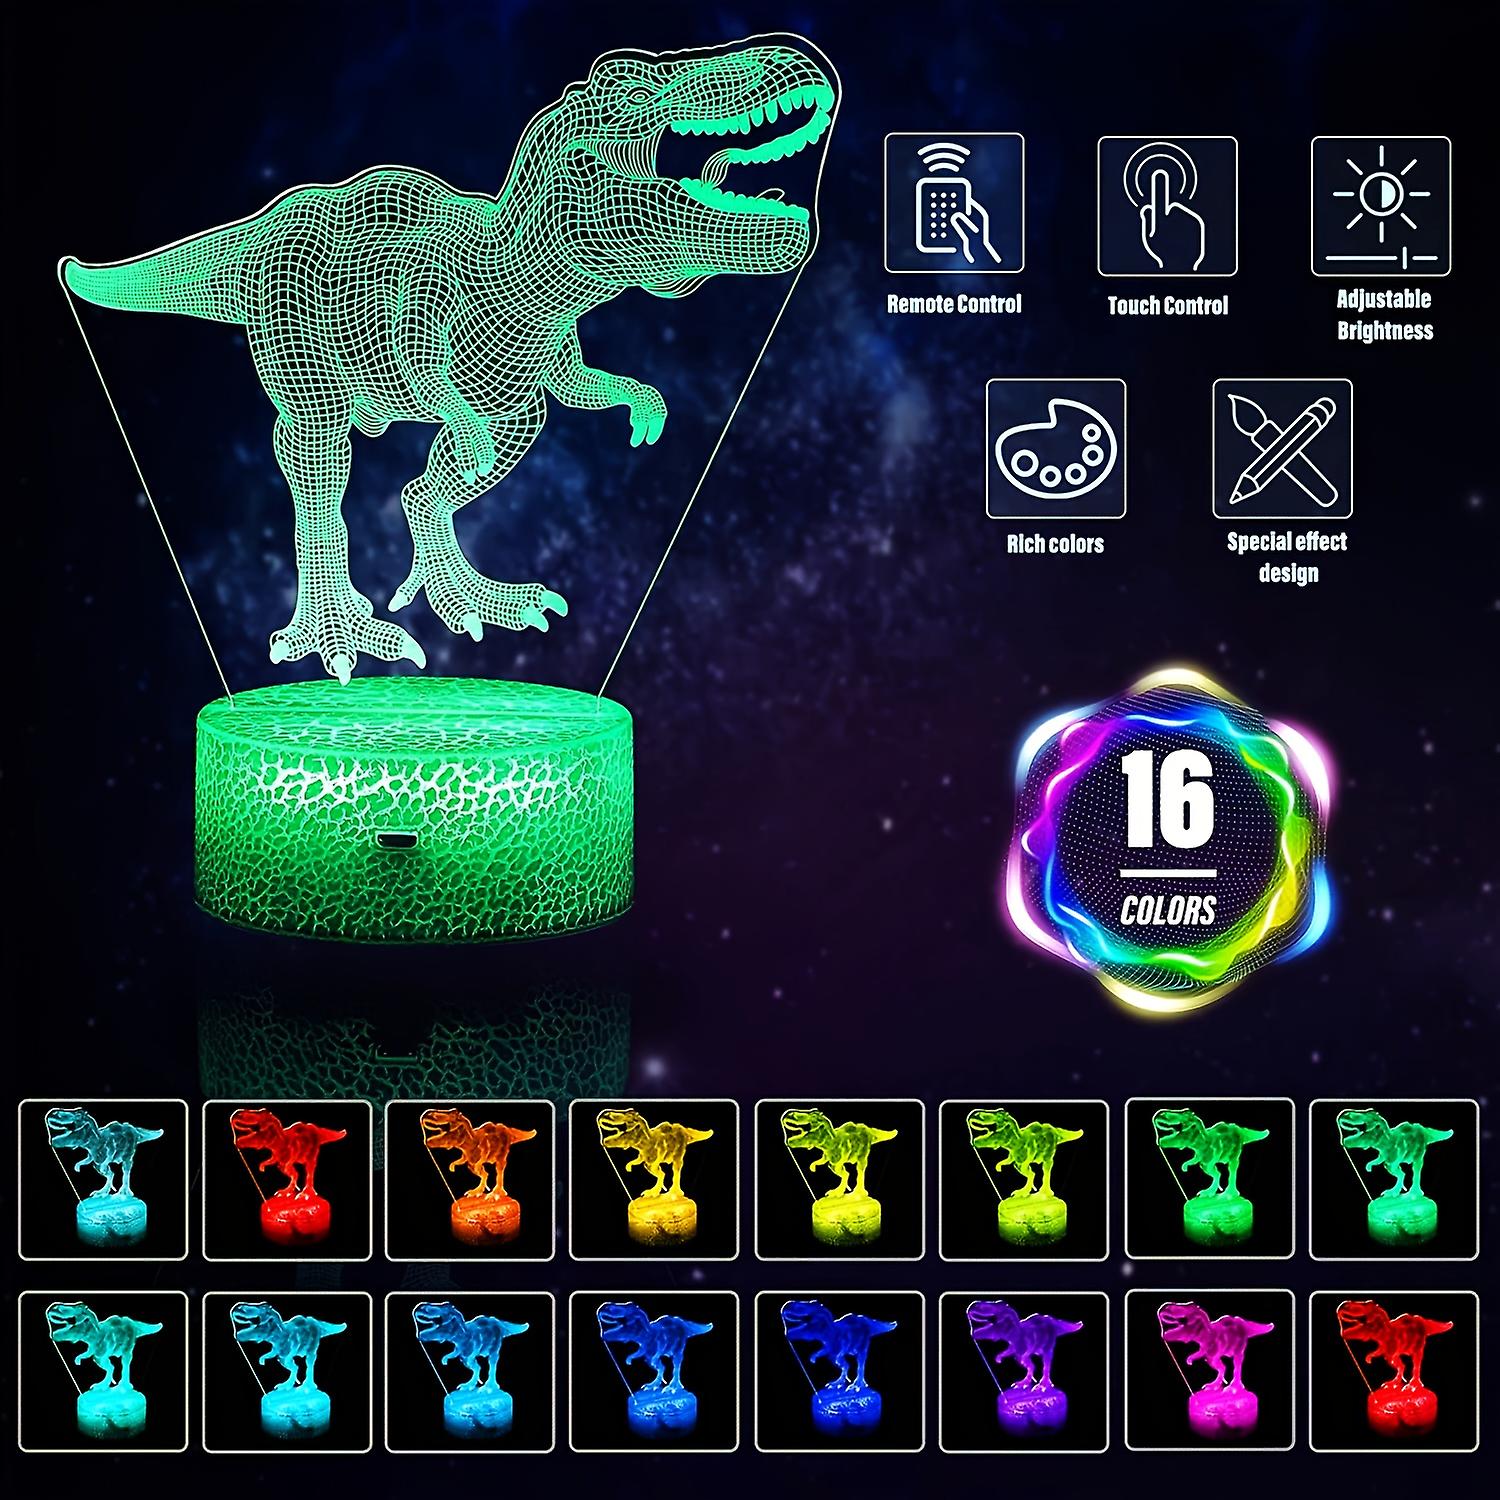 Remote Control
Touch Control
Adjustable
Brightness
Rich colors
Special effect
design
16
COLORS